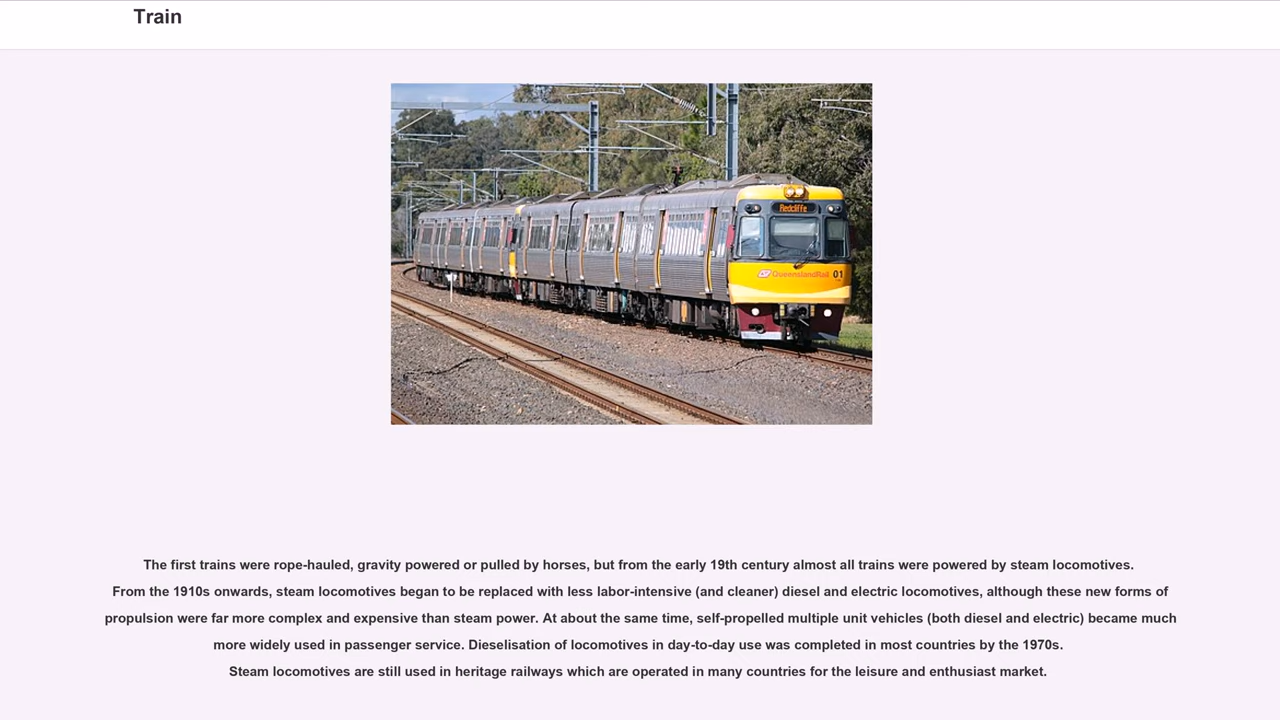 Train
Redcliffe
QueenslandRail 01
The first trains were rope-hauled, gravity powered or pulled by horses, but from the early 19th century almost all trains were powered by steam locomotives.
From the 1910s onwards, steam locomotives began to be replaced with less labor-intensive (and cleaner) diesel and electric locomotives, although these new forms of
propulsion were far more complex and expensive than steam power. At about the same time, self-propelled multiple unit vehicles (both diesel and electric) became much
more widely used in passenger service. Dieselisation of locomotives in day-to-day use was completed in most countries by the 1970s.
Steam locomotives are still used in heritage railways which are operated in many countries for the leisure and enthusiast market.